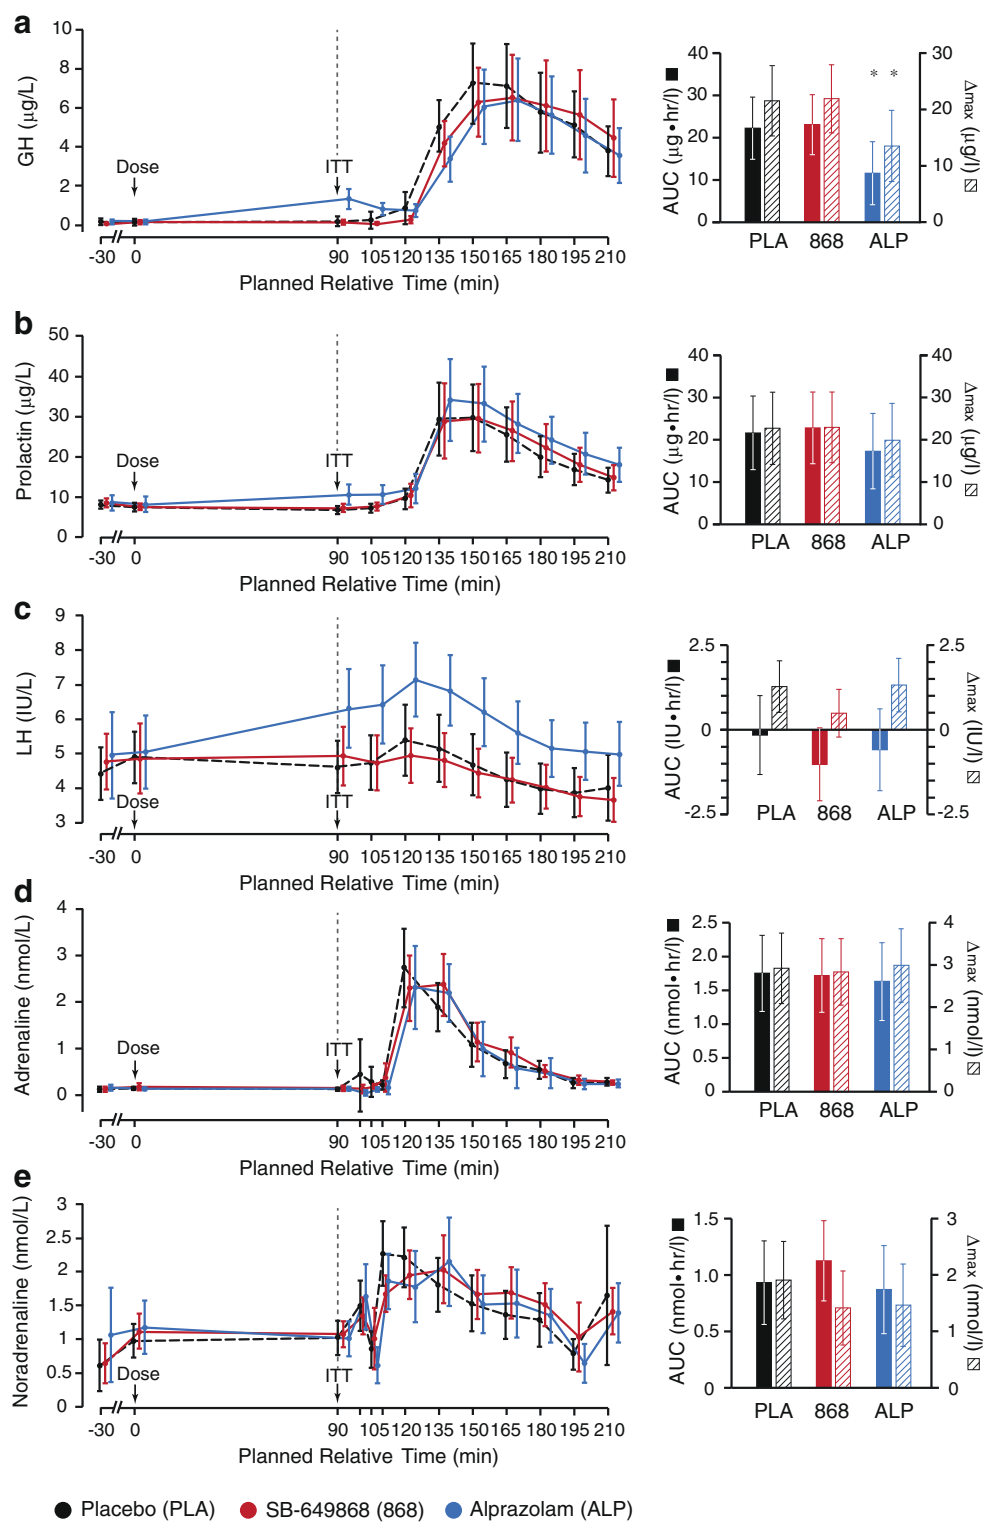 a
GH (µg/L)
10
8
6
4
2
0
Dose
ITT
-30 0 90 105 120 135 150 165 180 195 210
Planned Relative Time (min)
AUC (µg•hr/l) ■
40
30
20
10
0
* *
30
20
10
0
Δmax (µg/l)
PLA 868 ALP
b
Prolactin (µg/L)
50
40
30
20
10
0
Dose
ITT
-30 0 90 105 120 135 150 165 180 195 210
Planned Relative Time (min)
AUC (µg•hr/l) ■
40
30
20
10
0
40
30
20
10
0
Δmax (µg/l)
PLA 868 ALP
c
LH (IU/L)
9
8
7
6
5
4
3
Dose
ITT
-30 0 90 105 120 135 150 165 180 195 210
Planned Relative Time (min)
AUC (IU•hr/l) ■
2.5
0
-2.5
2.5
0
-2.5
Δmax (IU/l)
PLA 868 ALP
d
Adrenaline (nmol/L)
4
3
2
1
0
Dose
ITT
-30 0 90 105 120 135 150 165 180 195 210
Planned Relative Time (min)
AUC (nmol•hr/l) ■
2.5
2.0
1.5
1.0
0.5
0
4
3
2
1
0
Δmax (nmol/l)
PLA 868 ALP
e
Noradrenaline (nmol/L)
3
2.5
2
1.5
1
0.5
0
Dose
ITT
-30 0 90 105 120 135 150 165 180 195 210
Planned Relative Time (min)
AUC (nmol•hr/l) ■
1.5
1.0
0.5
0
3
2
1
0
Δmax (nmol/l)
PLA 868 ALP
Placebo (PLA) SB-649868 (868) Alprazolam (ALP)